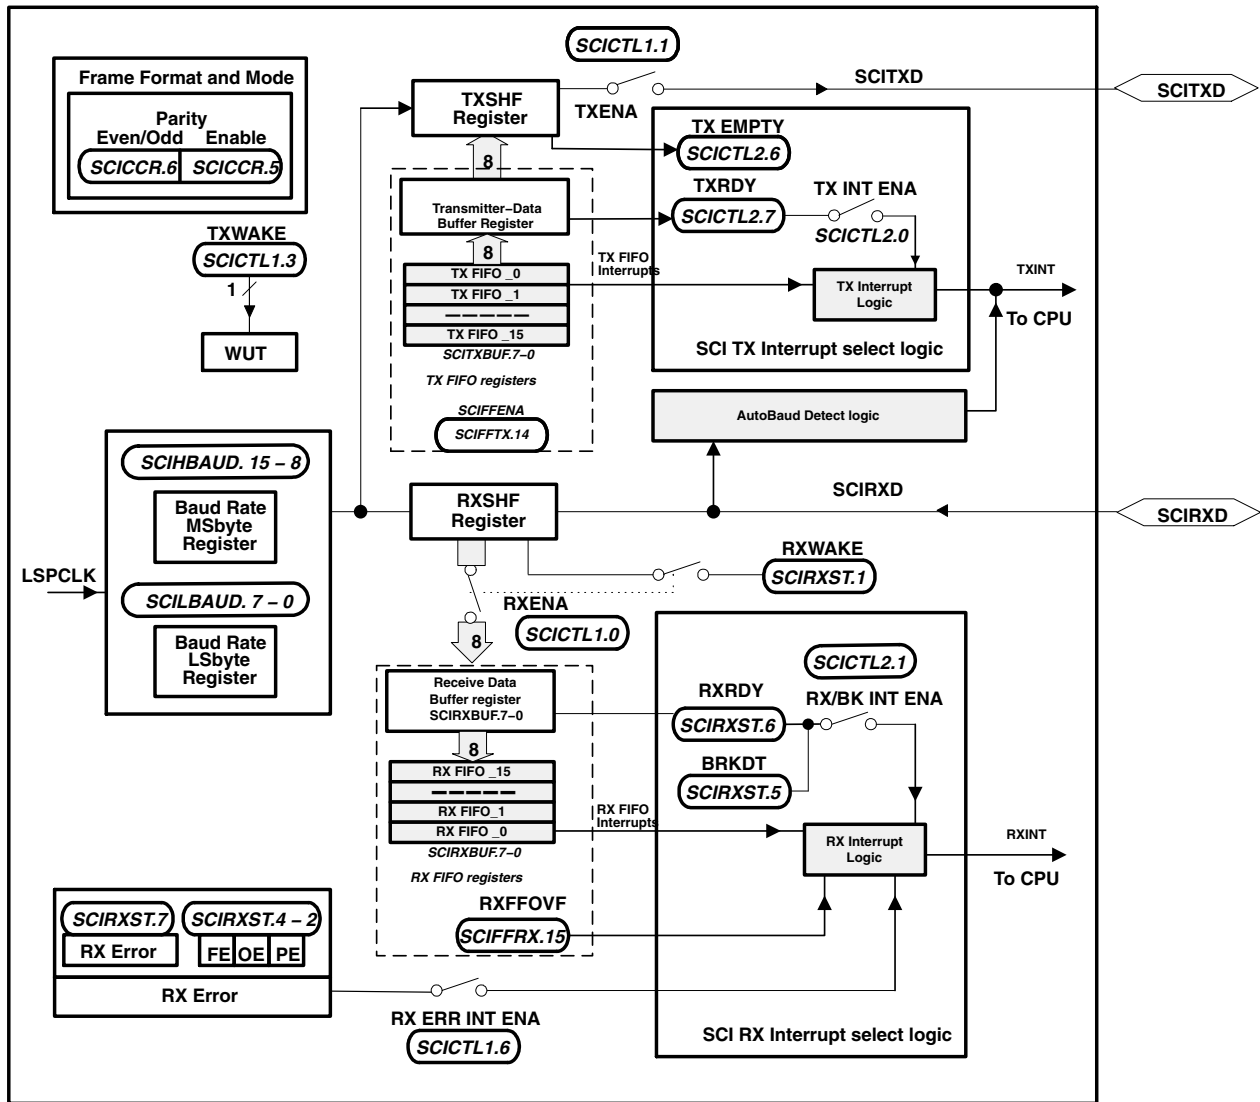 SCICTL1.1
Frame Format and Mode
Parity
Even/Odd Enable
SCICCR.6 SCICCR.5
TXSHF
Register
TXENA
SCITXD
SCITXD
TX EMPTY
SCICTL2.6
8
Transmitter–Data
Buffer Register
TXRDY
SCICTL2.7
TX INT ENA
SCICTL2.0
TXWAKE
SCICTL1.3
1
WUT
8
TX FIFO _0
TX FIFO _1
– – – – –
TX FIFO _15
SCITXBUF.7–0
TX FIFO registers
SCIFFENA
SCIFFTX.14
TX FIFO
Interrupts
TX Interrupt
Logic
TXINT
To CPU
SCI TX Interrupt select logic
AutoBaud Detect logic
SCIHBAUD. 15 – 8
Baud Rate
MSbyte
Register
LSPCLK
SCILBAUD. 7 – 0
Baud Rate
LSbyte
Register
RXSHF
Register
SCIRXD
SCIRXD
RXWAKE
SCIRXST.1
RXENA
SCICTL1.0
8
Receive Data
Buffer register
SCIRXBUF.7–0
8
RX FIFO _15
– – – – –
RX FIFO_1
RX FIFO _0
SCIRXBUF.7–0
RX FIFO registers
RXFFOVF
SCIFFRX.15
SCICTL2.1
RXRDY
SCIRXST.6
RX/BK INT ENA
BRKDT
SCIRXST.5
RX FIFO
Interrupts
RX Interrupt
Logic
RXINT
To CPU
SCI RX Interrupt select logic
SCIRXST.7 SCIRXST.4 – 2
RX Error FE OE PE
RX Error
RX ERR INT ENA
SCICTL1.6